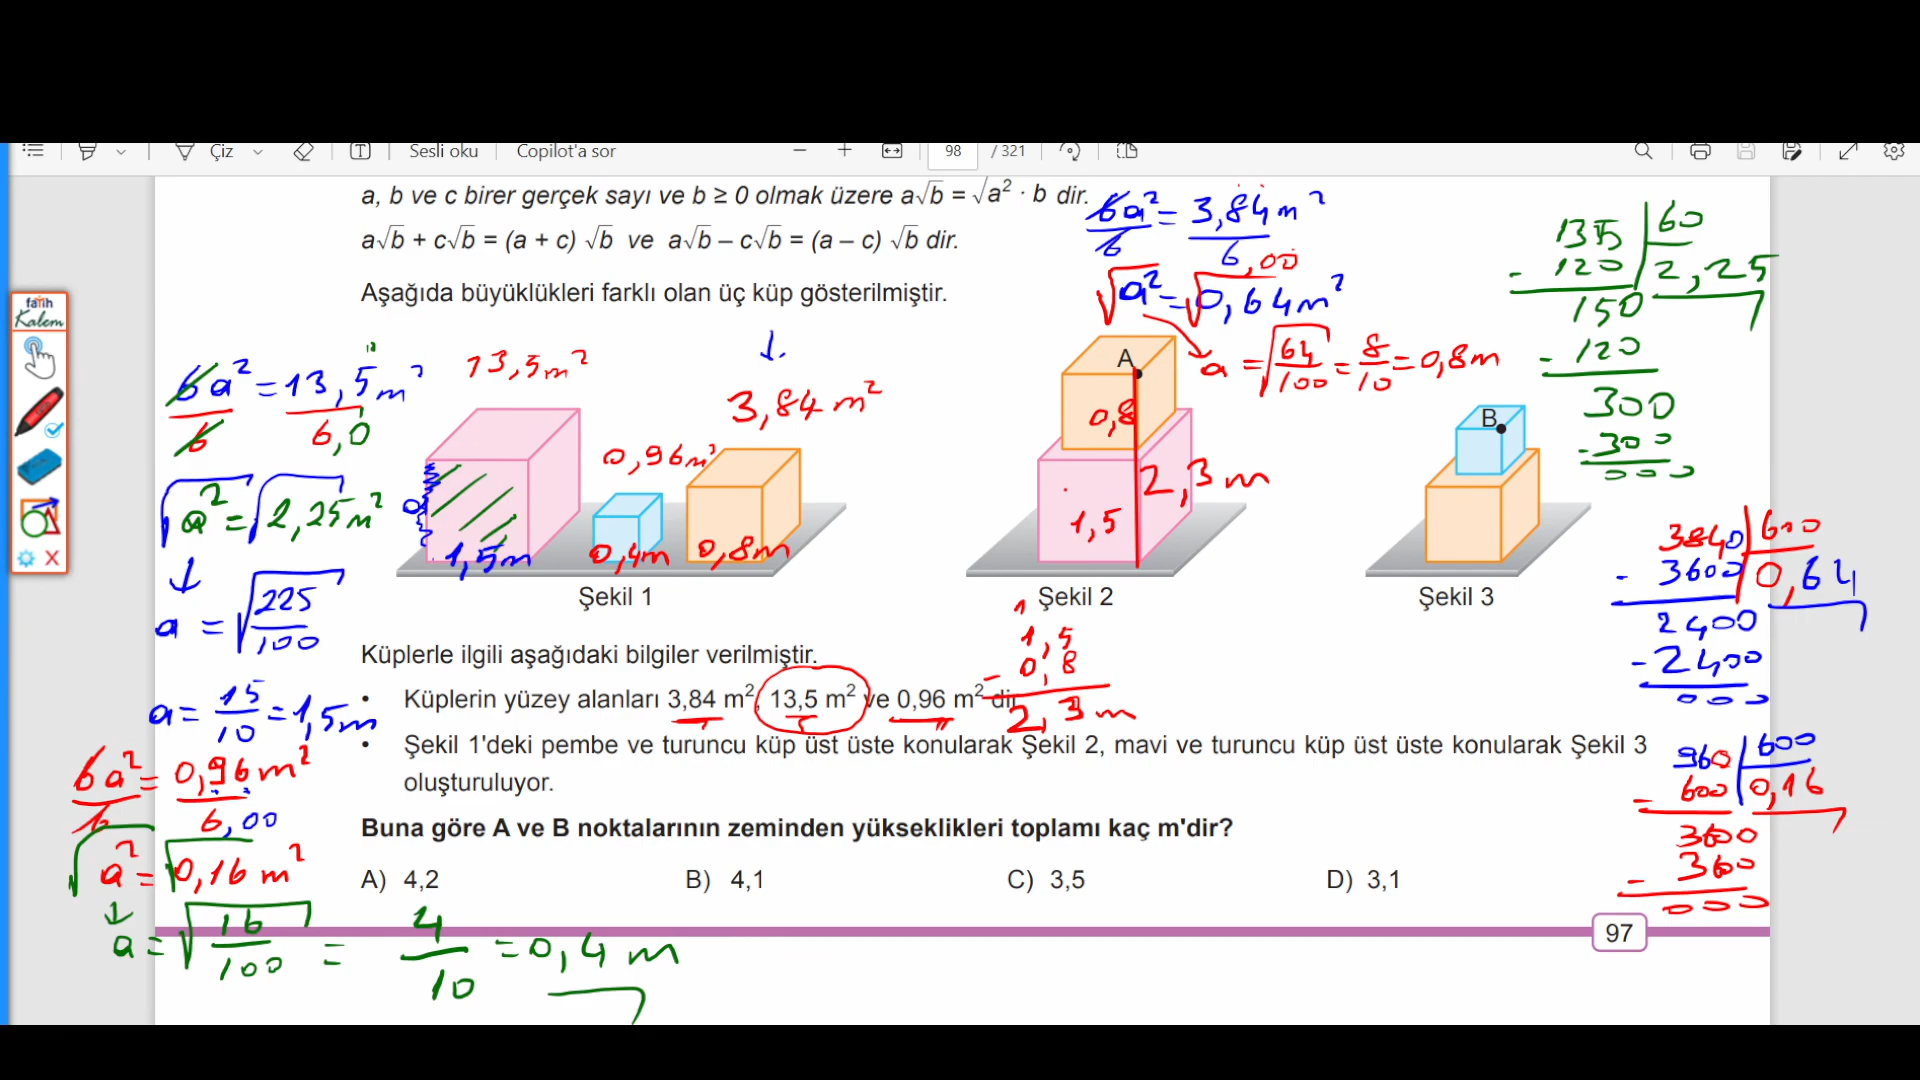 Çiz
Sesli oku
Copilot'a sor
98
/ 321
fatih
Kalem
a, b ve c birer gerçek sayı ve b ≥ 0 olmak üzere a√b = √a² · b dir.
a√b + c√b = (a + c) √b ve a√b – c√b = (a – c) √b dir.
Aşağıda büyüklükleri farklı olan üç küp gösterilmiştir.
6a² = 13,5 m²
6 6,0
√a² = √2,25 m²
a = √225/100
a = 15/10 = 1,5 m
13,5 m²
0,96 m²
3,84 m²
a
1,5 m
0,4 m
0,8 m
Şekil 1
6a²/6 = 3,84 m²/6,00
√a² = √0,64 m²
a = √64/100 = 8/10 = 0,8 m
A
0,8
2,3 m
1,5
Şekil 2
B
Şekil 3
135 60
- 120 2,25
150
- 120
300
- 300
000
3840 600
- 3600 0,64
2400
- 2400
000
960 600
- 600 0,16
3600
- 360
000
1
1,5
- 0,8
2,3 m
Küplerle ilgili aşağıdaki bilgiler verilmiştir.
• Küplerin yüzey alanları 3,84 m², 13,5 m² ve 0,96 m² dir
• Şekil 1'deki pembe ve turuncu küp üst üste konularak Şekil 2, mavi ve turuncu küp üst üste konularak Şekil 3
oluşturuluyor.
Buna göre A ve B noktalarının zeminden yükseklikleri toplamı kaç m'dir?
A) 4,2 B) 4,1 C) 3,5 D) 3,1
6a² = 0,96 m²
6 6,00
√a² = √0,16 m²
a = √16/100 = 4/10 = 0,4 m
97